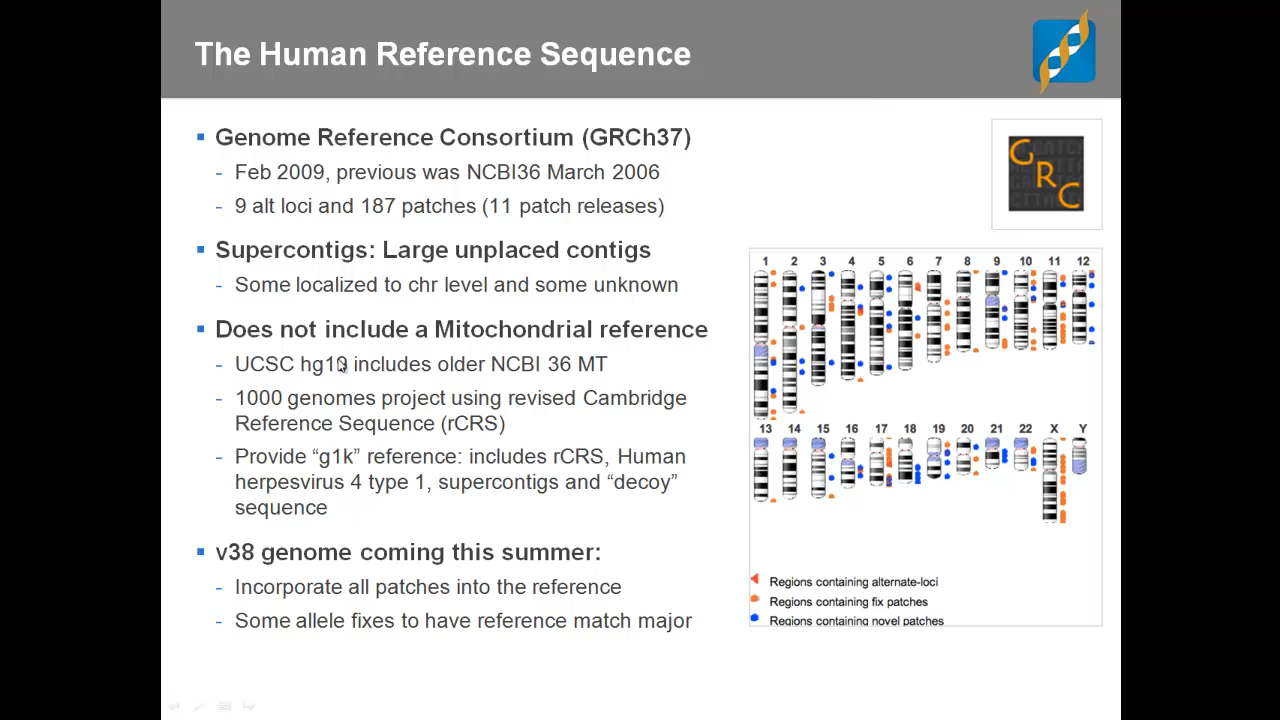 The Human Reference Sequence
Genome Reference Consortium (GRCh37)
- Feb 2009, previous was NCBI36 March 2006
- 9 alt loci and 187 patches (11 patch releases)
Supercontigs: Large unplaced contigs
- Some localized to chr level and some unknown
Does not include a Mitochondrial reference
- UCSC hg19 includes older NCBI 36 MT
- 1000 genomes project using revised Cambridge
Reference Sequence (rCRS)
- Provide “g1k” reference: includes rCRS, Human
herpesvirus 4 type 1, supercontigs and “decoy”
sequence
v38 genome coming this summer:
- Incorporate all patches into the reference
- Some allele fixes to have reference match major
GRC
1 2 3 4 5 6 7 8 9 10 11 12
13 14 15 16 17 18 19 20 21 22 X Y
Regions containing alternate-loci
Regions containing fix patches
Regions containing novel patches